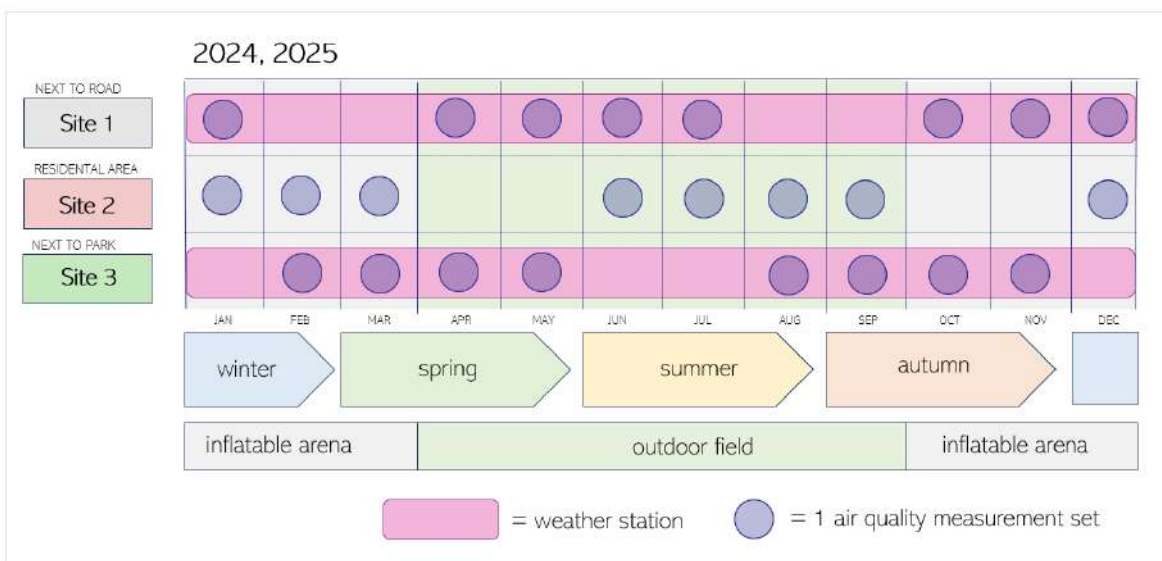 2024, 2025
NEXT TO ROAD
Site 1
RESIDENTAL AREA
Site 2
NEXT TO PARK
Site 3
JAN FEB MAR APR MAY JUN JUL AUG SEP OCT NOV DEC
winter spring summer autumn
inflatable arena outdoor field inflatable arena
= weather station = 1 air quality measurement set